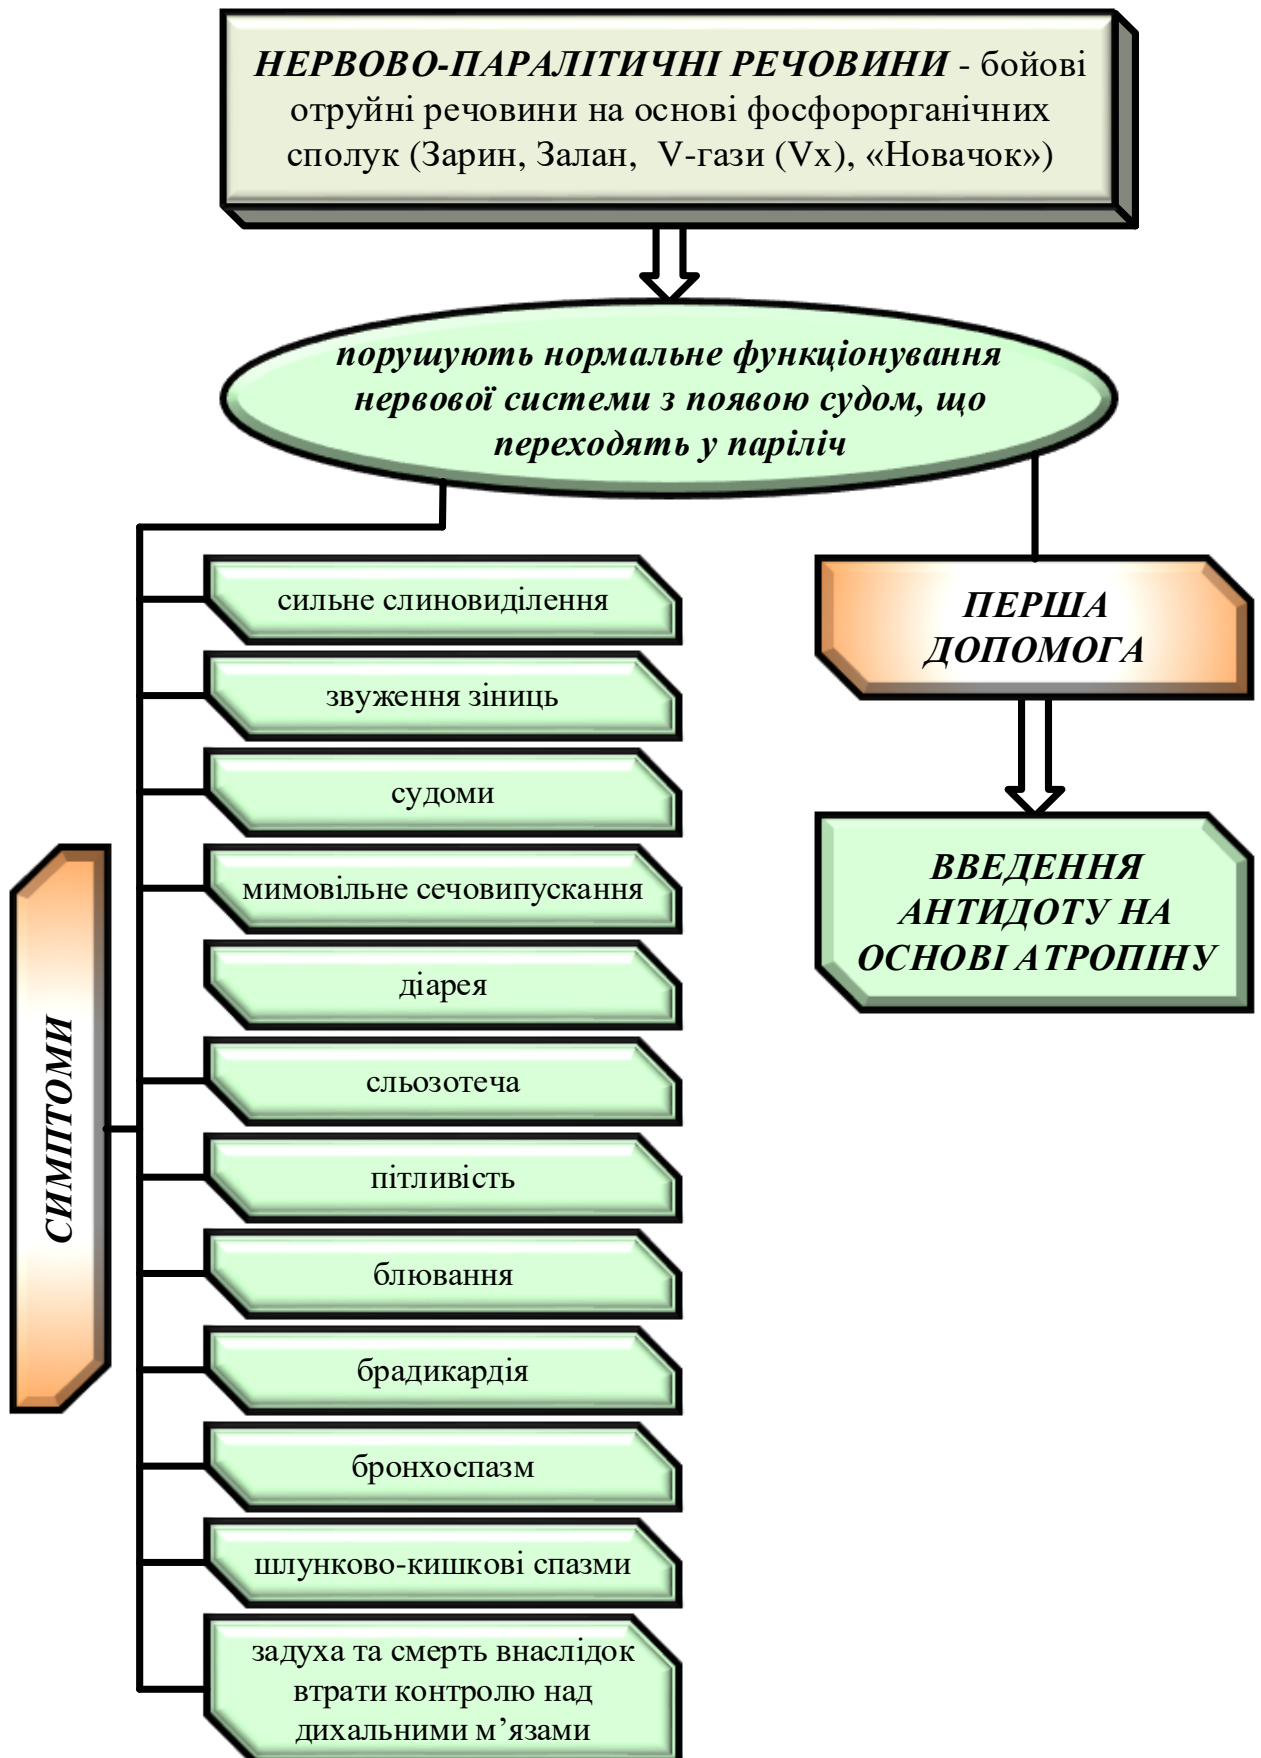 НЕРВОВО-ПАРАЛІТИЧНІ РЕЧОВИНИ - бойові
отруйні речовини на основі фосфорорганічних
сполук (Зарин, Залан, V-гази (Vx), «Новачок»)
порушують нормальне функціонування
нервової системи з появою судом, що
переходять у паріліч
СИМПТОМИ
сильне слиновиділення
звуження зіниць
судоми
мимовільне сечовипускання
діарея
сльозотеча
пітливість
блювання
брадикардія
бронхоспазм
шлунково-кишкові спазми
задуха та смерть внаслідок
втрати контролю над
дихальними м’язами
ПЕРША
ДОПОМОГА
ВВЕДЕННЯ
АНТИДОТУ НА
ОСНОВІ АТРОПІНУ